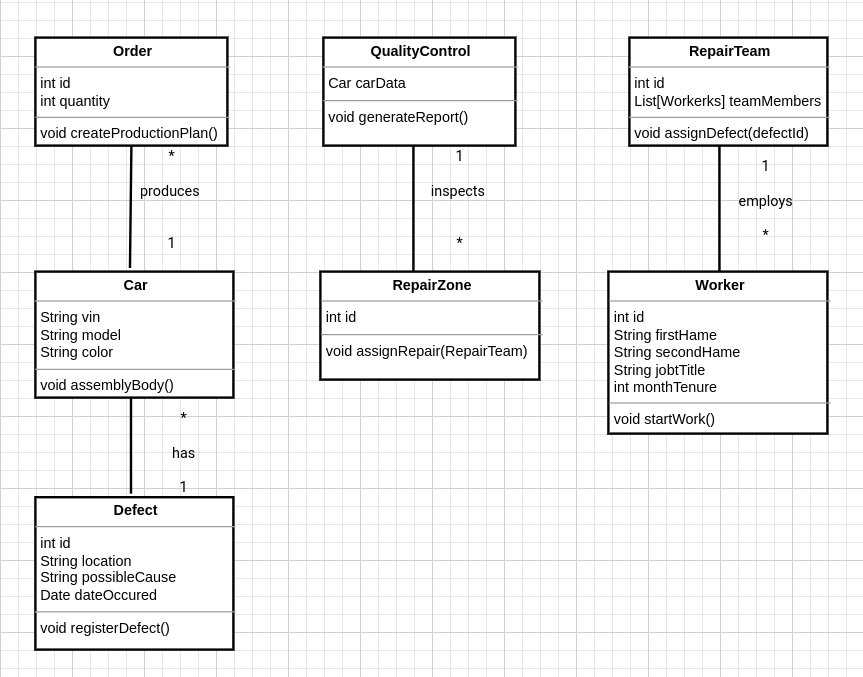 Order
int id
int quantity
void createProductionPlan()
*
produces
1
Car
String vin
String model
String color
void assemblyBody()
*
has
1
Defect
int id
String location
String possibleCause
Date dateOccured
void registerDefect()
QualityControl
Car carData
void generateReport()
1
inspects
*
RepairZone
int id
void assignRepair(RepairTeam)
RepairTeam
int id
List[Workerks] teamMembers
void assignDefect(defectId)
1
employs
*
Worker
int id
String firstHame
String secondHame
String jobtTitle
int monthTenure
void startWork()